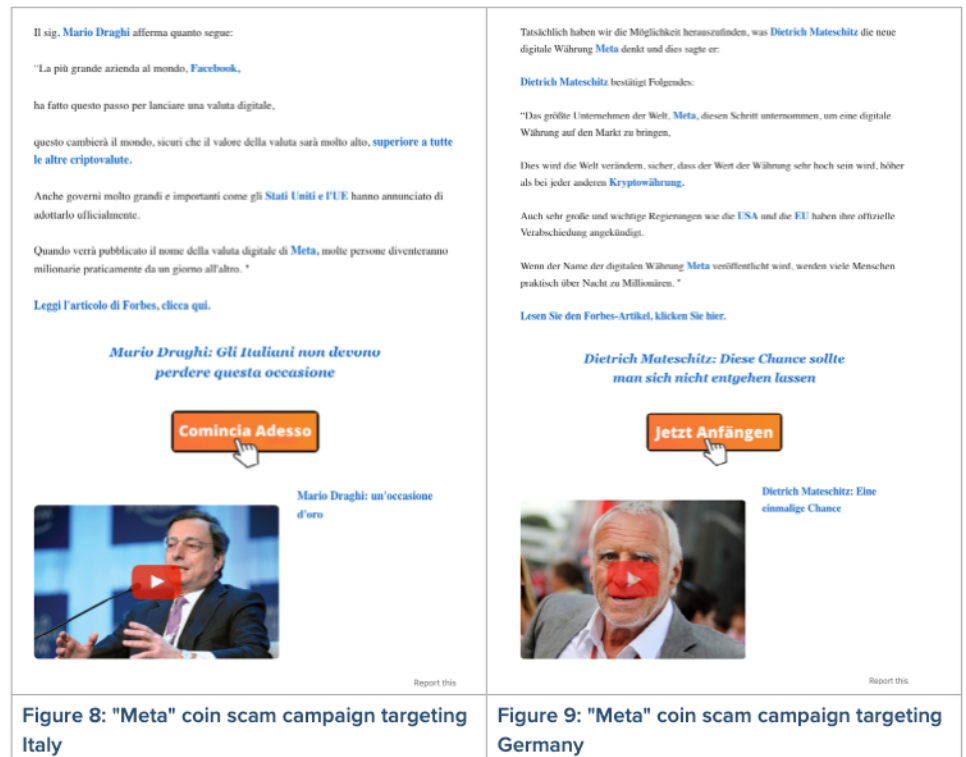 Il sig. Mario Draghi afferma quanto segue:
"La più grande azienda al mondo, Facebook,
ha fatto questo passo per lanciare una valuta digitale,
questo cambierà il mondo, sicuri che il valore della valuta sarà molto alto, superiore a tutte
le altre criptovalute.
Anche governi molto grandi e importanti come gli Stati Uniti e l'UE hanno annunciato di
adottarlo ufficialmente.
Quando verrà pubblicato il nome della valuta digitale di Meta, molte persone diventeranno
milionarie praticamente da un giorno all'altro. "
Leggi l'articolo di Forbes, clicca qui.
Mario Draghi: Gli Italiani non devono
perdere questa occasione
Comincia Adesso
Mario Draghi: un'occasione
d'oro
Report this
Figure 8: "Meta" coin scam campaign targeting
Italy
Tatsächlich haben wir die Möglichkeit herauszufinden, was Dietrich Mateschitz die neue
digitale Währung Meta denkt und dies sagte er:
Dietrich Mateschitz bestätigt Folgendes:
"Das größte Unternehmen der Welt, Meta, diesen Schritt unternommen, um eine digitale
Währung auf den Markt zu bringen,
Dies wird die Welt verändern, sicher, dass der Wert der Währung sehr hoch sein wird, höher
als bei jeder anderen Kryptowährung.
Auch sehr große und wichtige Regierungen wie die USA und die EU haben ihre offizielle
Verabschiedung angekündigt.
Wenn der Name der digitalen Währung Meta veröffentlicht wird, werden viele Menschen
praktisch über Nacht zu Millionären. "
Lesen Sie den Forbes-Artikel, klicken Sie hier.
Dietrich Mateschitz: Diese Chance sollte
man sich nicht entgehen lassen
Jetzt Anfängen
Dietrich Mateschitz: Eine
einmalige Chance
Report this
Figure 9: "Meta" coin scam campaign targeting
Germany